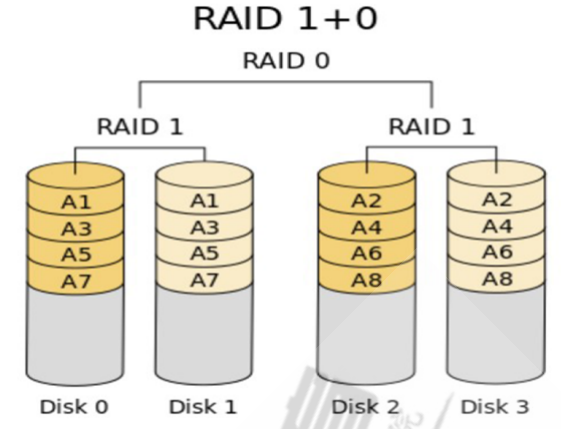 RAID 1+0
RAID 0
RAID 1 RAID 1
A1 A1 A2 A2
A3 A3 A4 A4
A5 A5 A6 A6
A7 A7 A8 A8
Disk 0 Disk 1 Disk 2 Disk 3